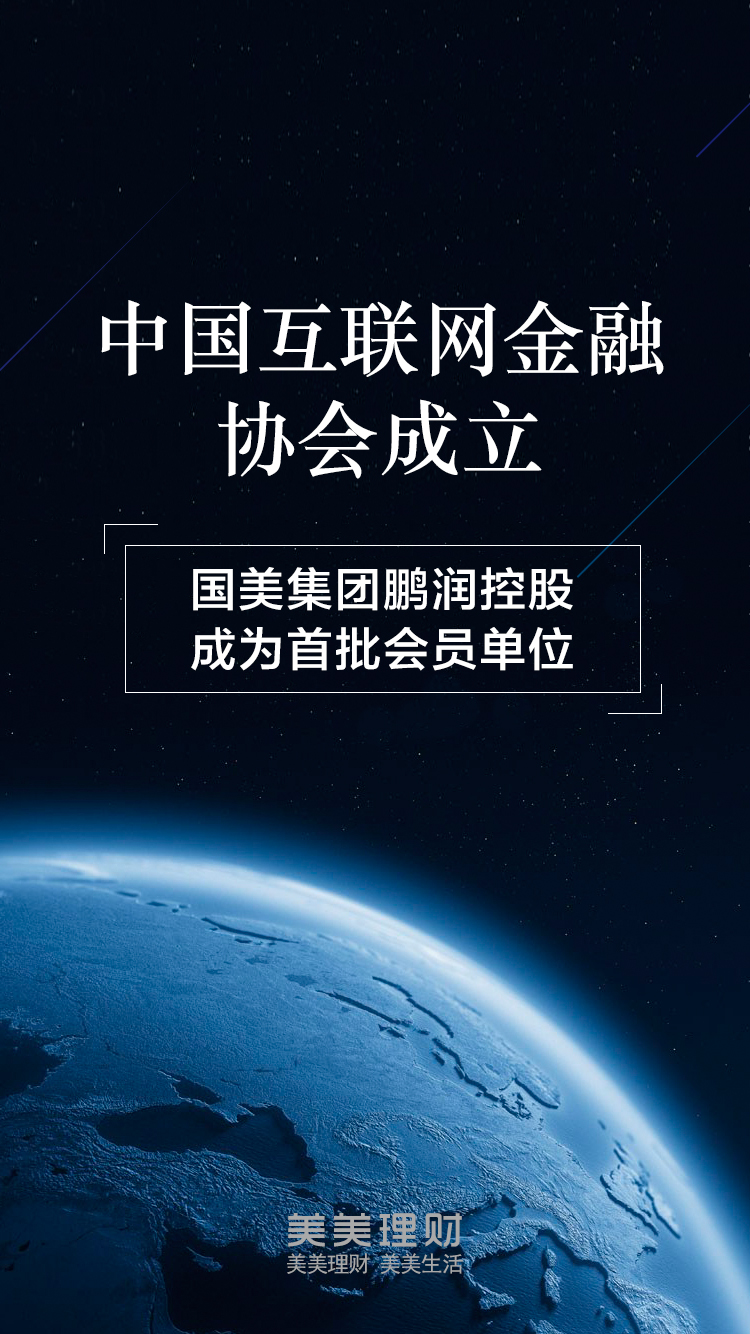 中国互联网金融
协会成立
国美集团鹏润控股
成为首批会员单位
美美理财
美美理财 美美生活